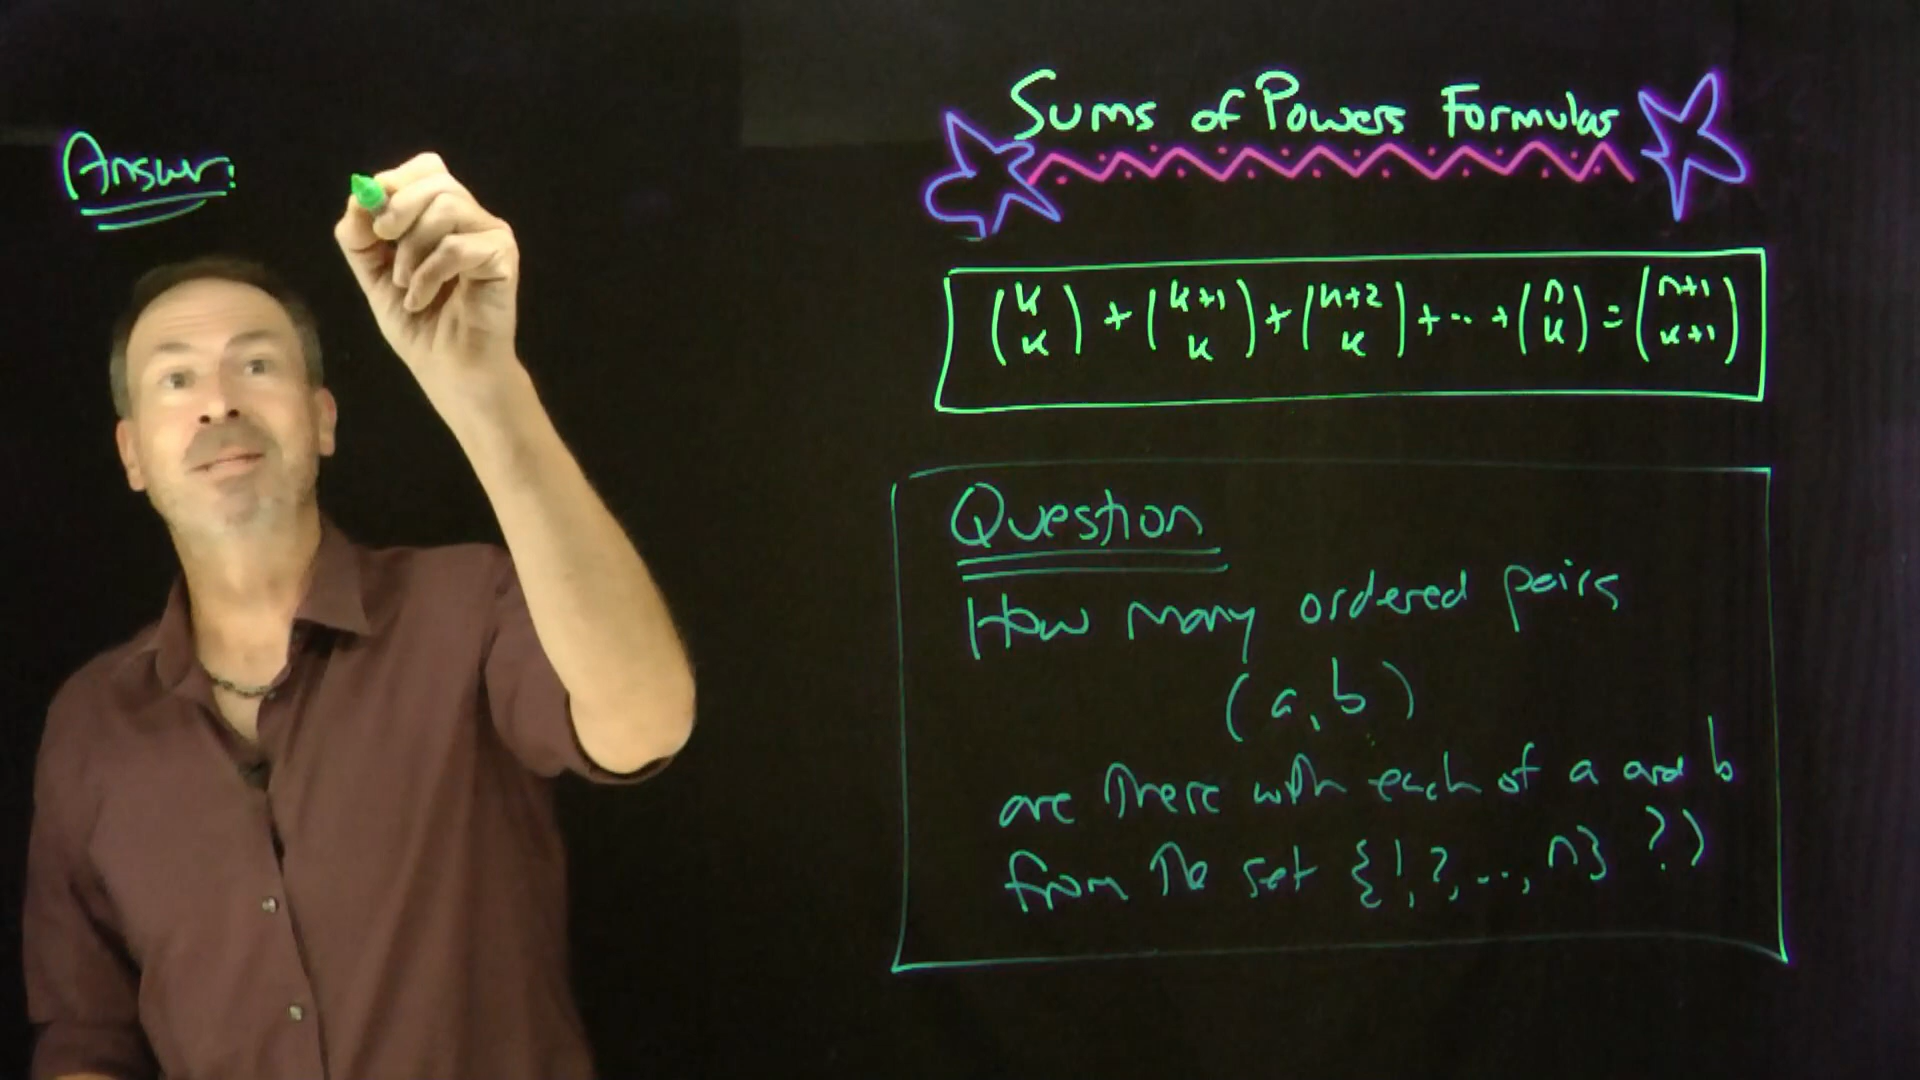 Answer:
Sums of Powers Formulas
(k k) + (k+1 k) + (k+2 k) + ... + (n k) = (n+1 k+1)
Question
How many ordered pairs
(a, b)
are there with each of a and b
from the set {1, 2, ..., n} ?)